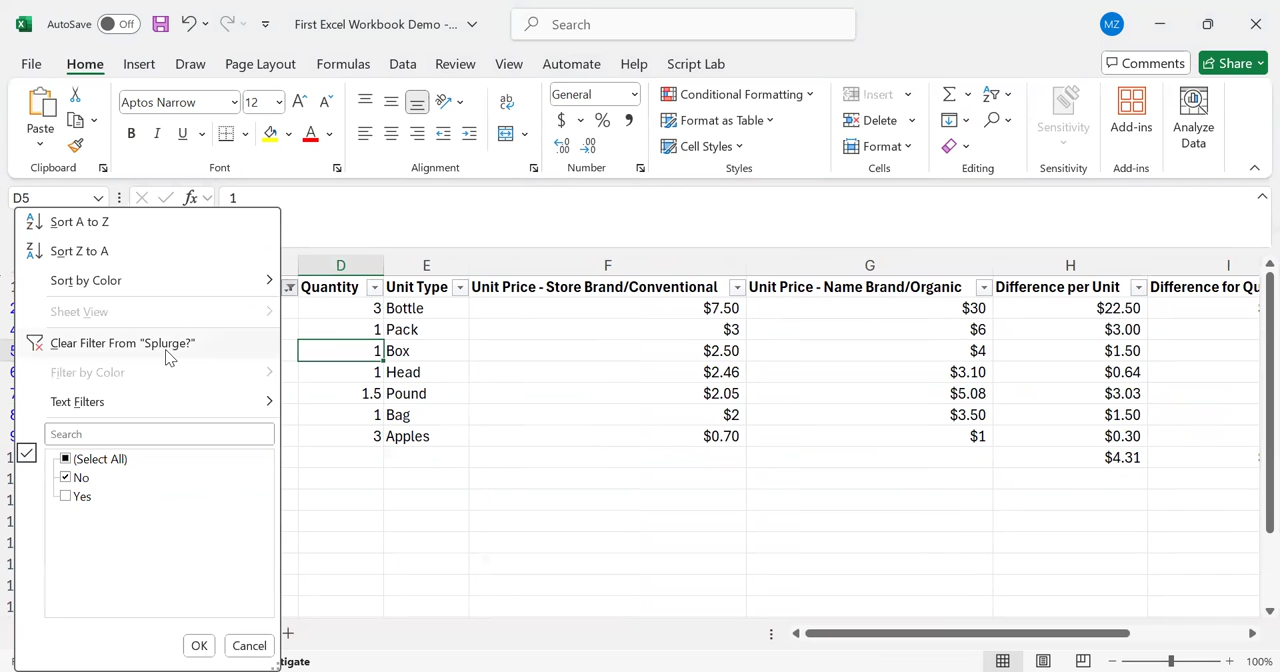 AutoSave Off First Excel Workbook Demo -... Search MZ
File Home Insert Draw Page Layout Formulas Data Review View Automate Help Script Lab Comments Share
Paste Aptos Narrow 12 General Conditional Formatting Insert Sensitivity Add-ins Analyze Data
B I U $ % Format as Table Delete
Cell Styles Format
Clipboard Font Alignment Number Styles Cells Editing Sensitivity Add-ins
D5 fx 1
Sort A to Z
Sort Z to A
Sort by Color
Sheet View
Clear Filter From "Splurge?"
Filter by Color
Text Filters
Search
(Select All)
No
Yes
OK Cancel
D E F G H I
Quantity Unit Type Unit Price - Store Brand/Conventional Unit Price - Name Brand/Organic Difference per Unit Difference for Qu
3 Bottle $7.50 $30 $22.50
1 Pack $3 $6 $3.00
1 Box $2.50 $4 $1.50
1 Head $2.46 $3.10 $0.64
1.5 Pound $2.05 $5.08 $3.03
1 Bag $2 $3.50 $1.50
3 Apples $0.70 $1 $0.30
$4.31
tigate 100%